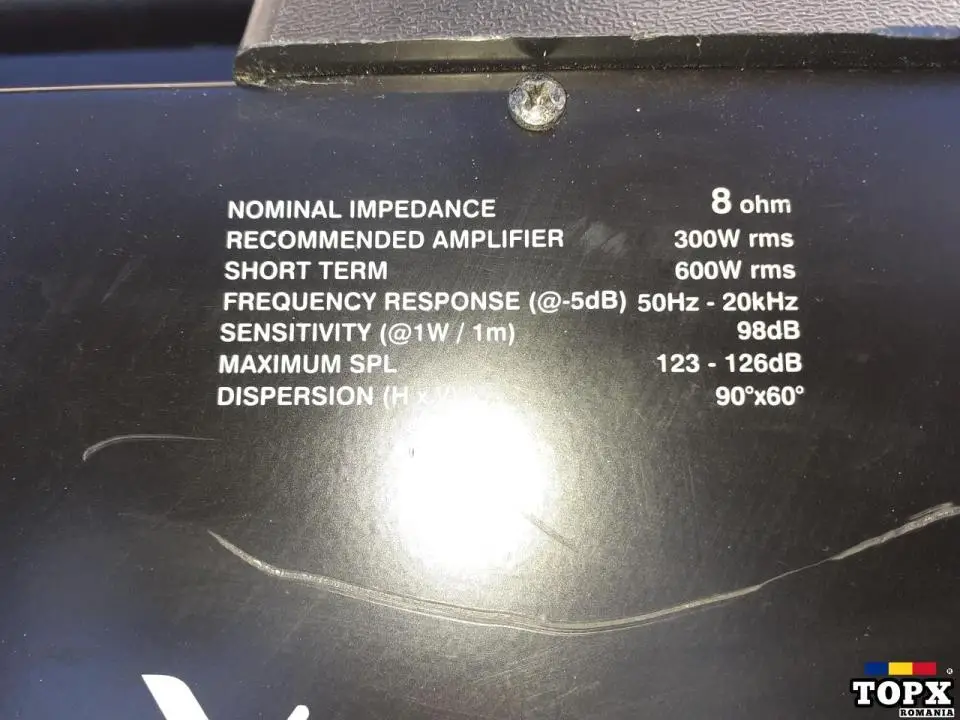 NOMINAL IMPEDANCE 8 ohm
RECOMMENDED AMPLIFIER 300W rms
SHORT TERM 600W rms
FREQUENCY RESPONSE (@-5dB) 50Hz - 20kHz
SENSITIVITY (@1W / 1m) 98dB
MAXIMUM SPL 123 - 126dB
DISPERSION (H x V) 90°x60°
TOPX
ROMANIA